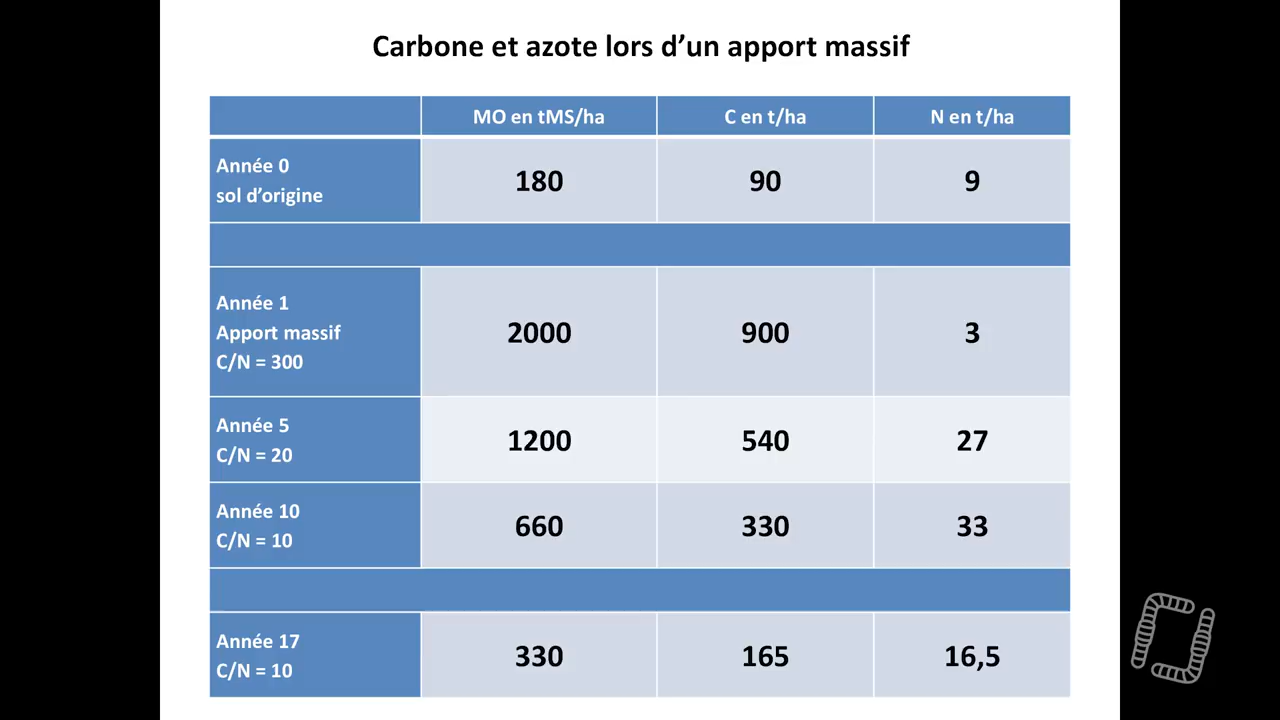 Carbone et azote lors d’un apport massif
MO en tMS/ha C en t/ha N en t/ha
Année 0
sol d’origine
180 90 9
Année 1
Apport massif
C/N = 300
2000 900 3
Année 5
C/N = 20
1200 540 27
Année 10
C/N = 10
660 330 33
Année 17
C/N = 10
330 165 16,5